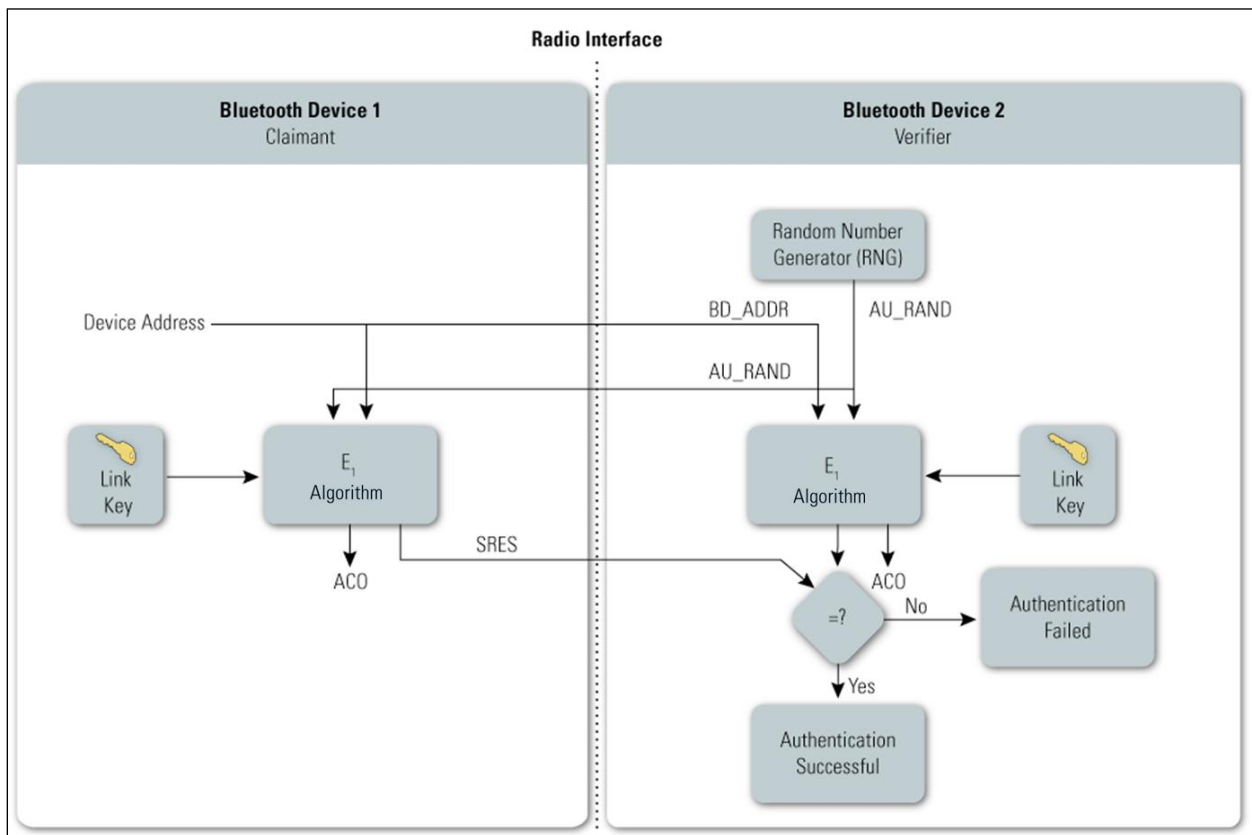 Radio Interface
Bluetooth Device 1
Claimant
Bluetooth Device 2
Verifier
Random Number
Generator (RNG)
Device Address
BD_ADDR
AU_RAND
AU_RAND
Link
Key
E1
Algorithm
E1
Algorithm
Link
Key
SRES
ACO
ACO
=?
No
Authentication
Failed
Yes
Authentication
Successful